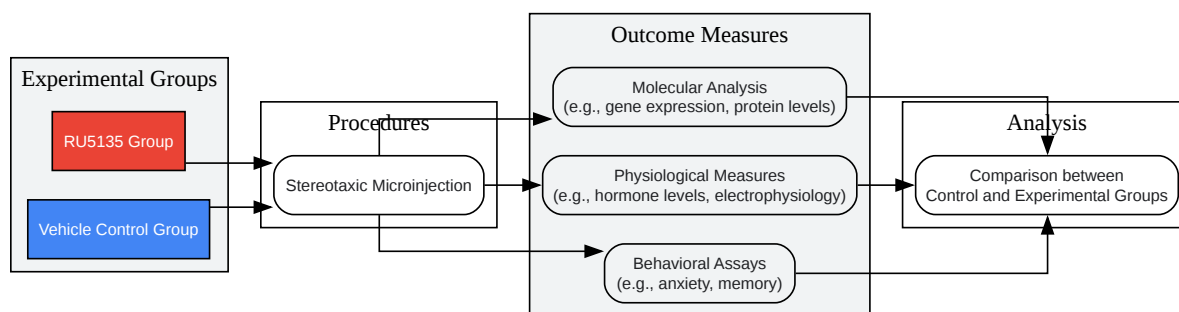 Experimental Groups
RU5135 Group
Vehicle Control Group
Procedures
Stereotaxic Microinjection
Outcome Measures
Molecular Analysis
(e.g., gene expression, protein levels)
Physiological Measures
(e.g., hormone levels, electrophysiology)
Behavioral Assays
(e.g., anxiety, memory)
Analysis
Comparison between
Control and Experimental Groups